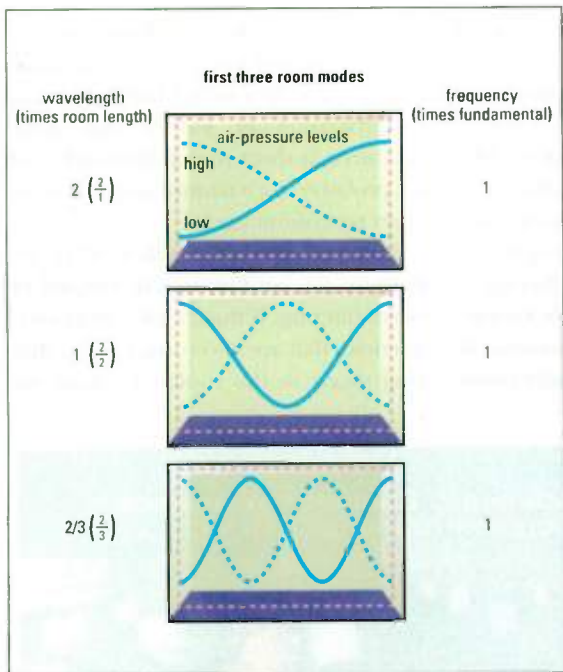 first three room modes
wavelength
(times room length)
frequency
(times fundamental)
air-pressure levels
high
low
2 (2/1)
1
1 (2/2)
1
2/3 (2/3)
1